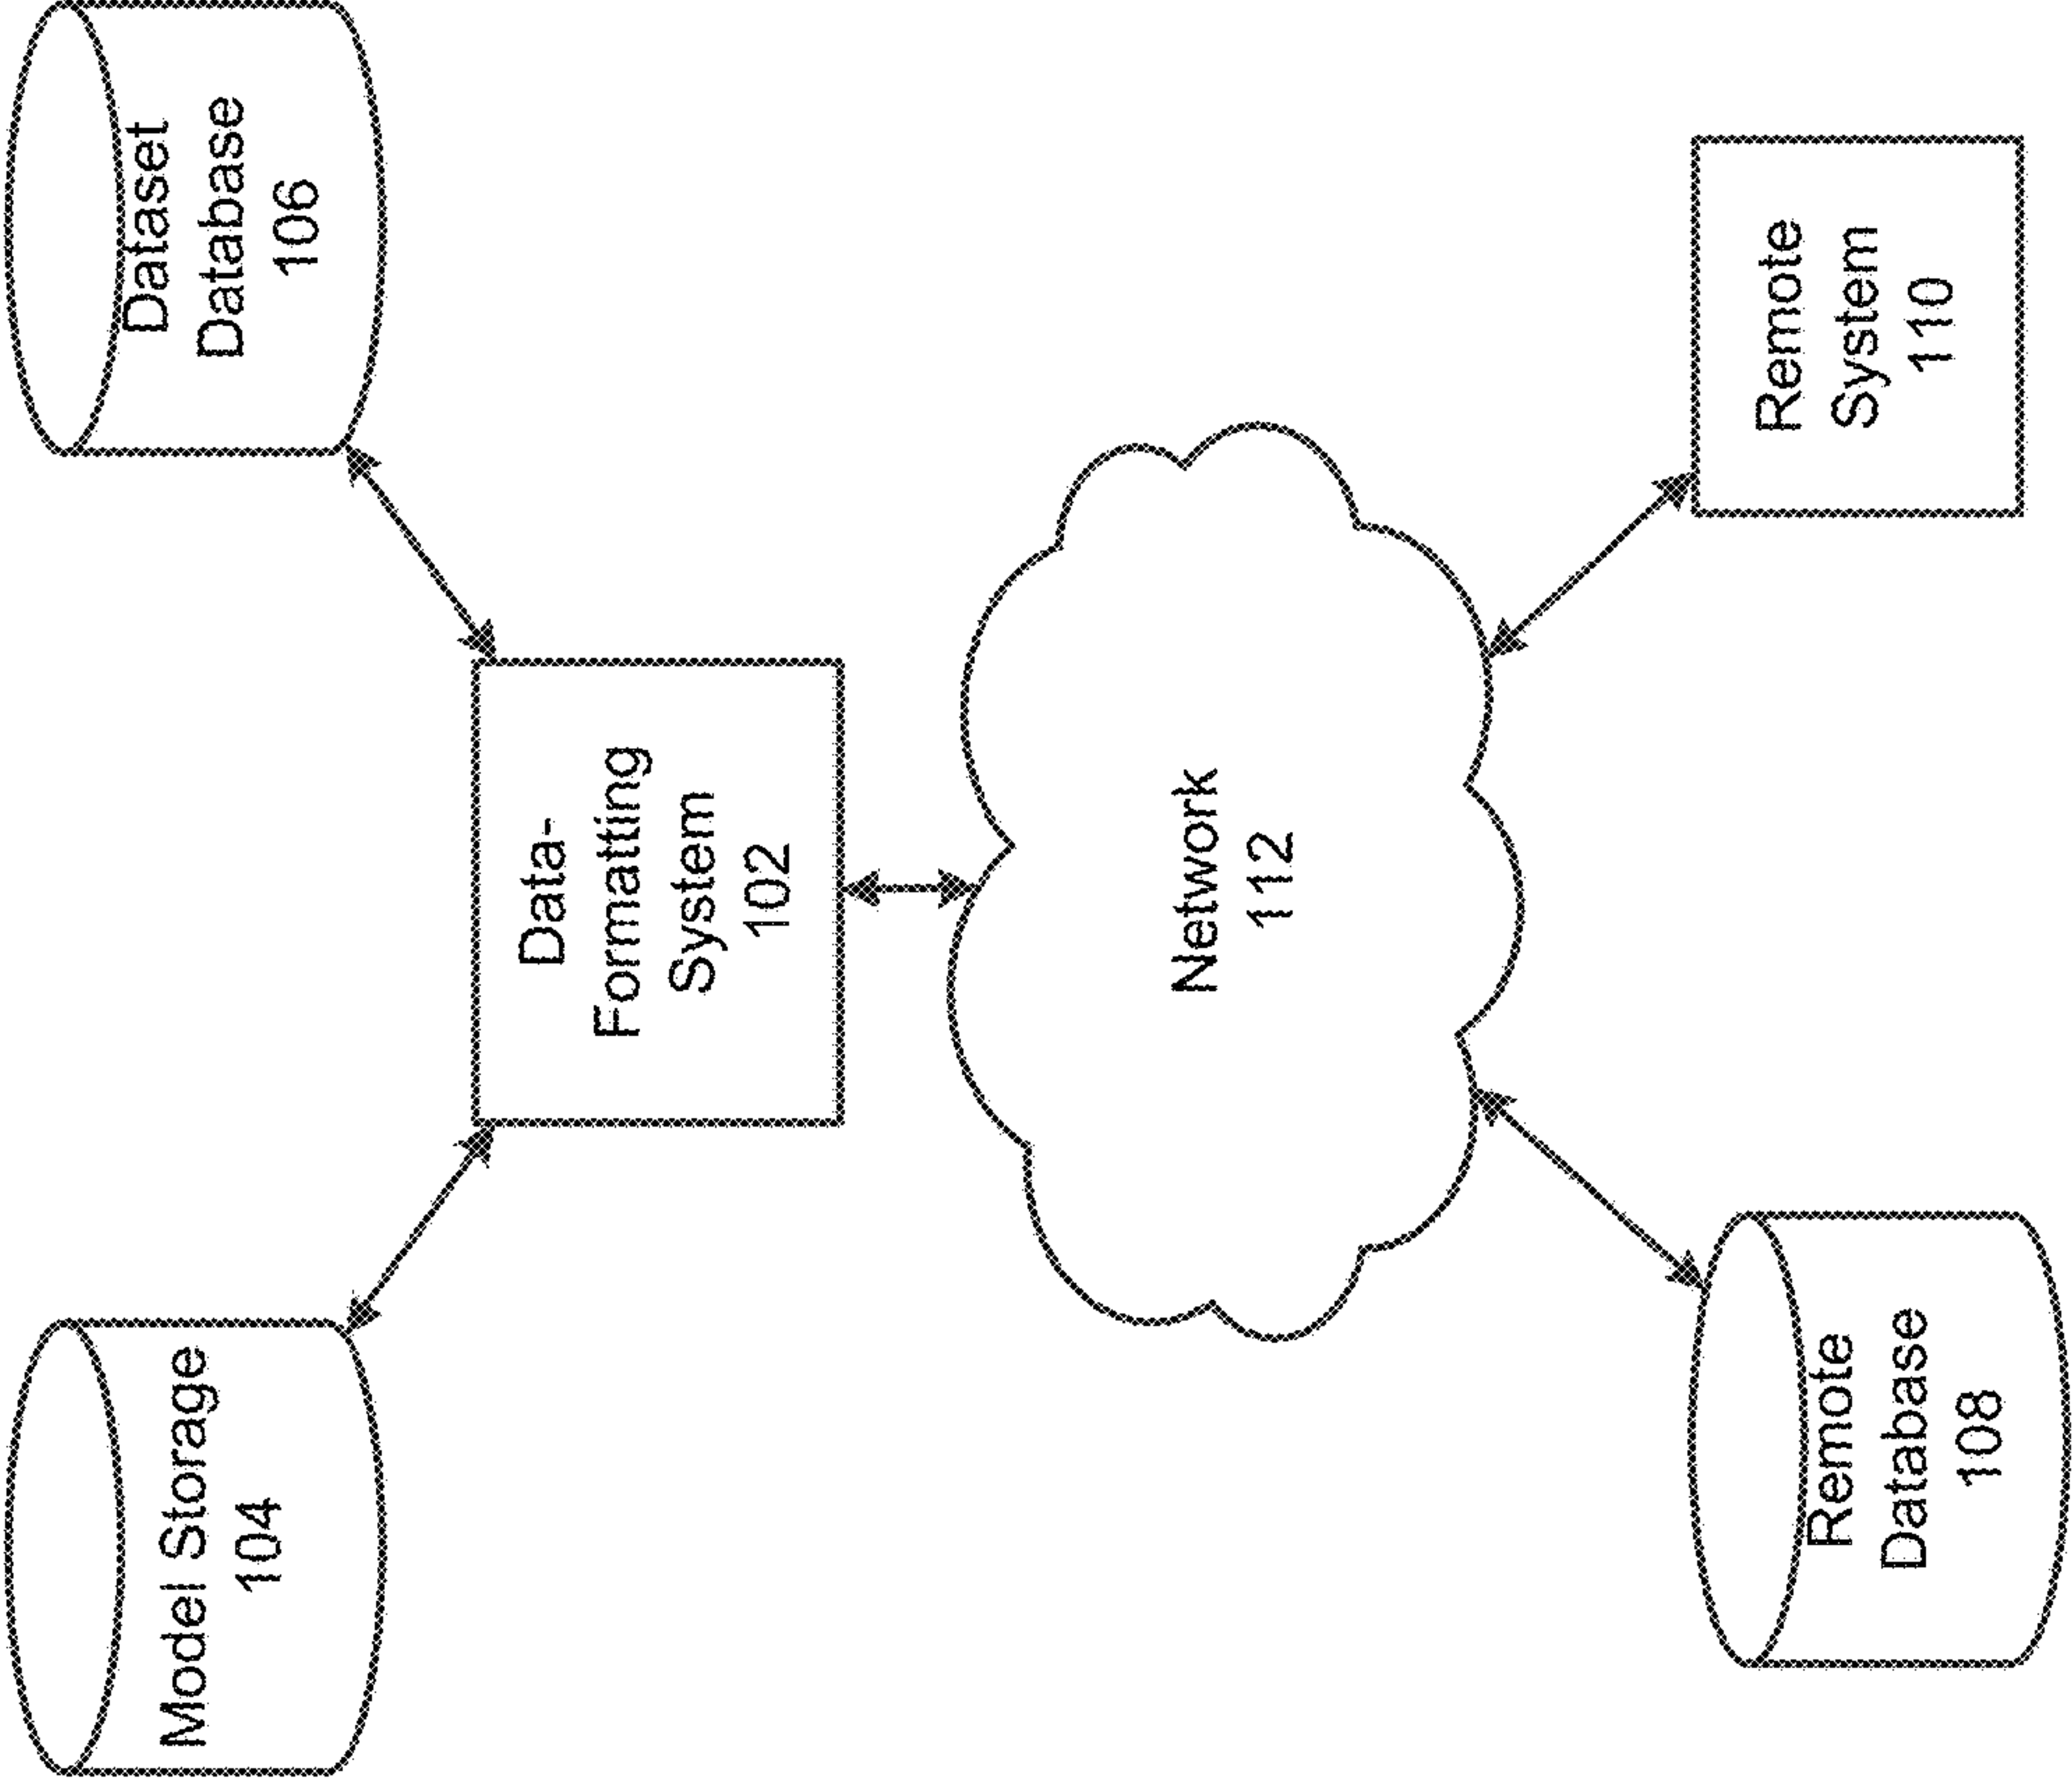 Model Storage
104
Dataset
Database
106
Data-
Formatting
System
102
Network
112
Remote
Database
108
Remote
System
110